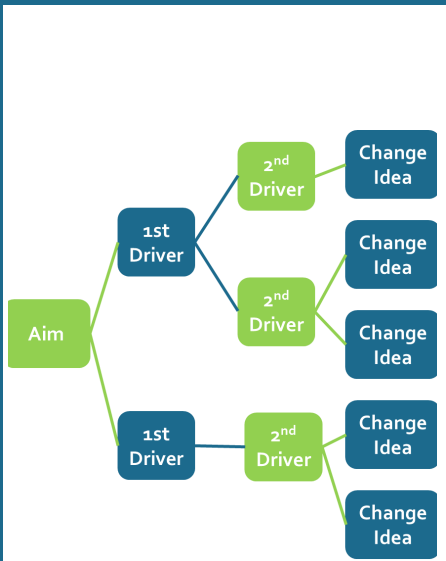 Aim
1st
Driver
2nd
Driver
Change
Idea
2nd
Driver
Change
Idea
Change
Idea
1st
Driver
2nd
Driver
Change
Idea
Change
Idea